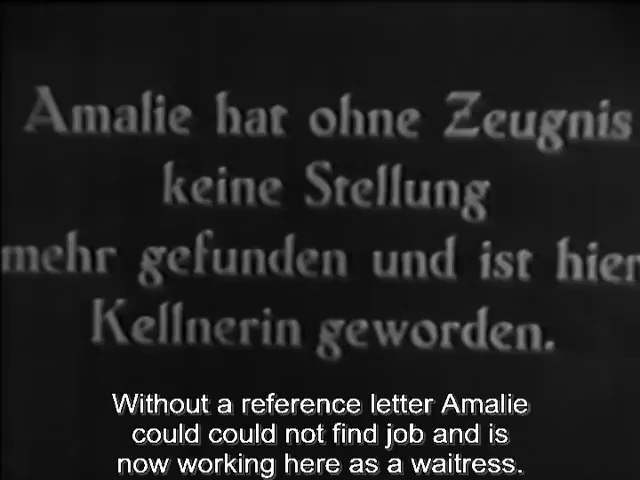 Amalie hat ohne Zeugnis
keine Stellung
mehr gefunden und ist hier
Kellnerin geworden.
Without a reference letter Amalie
could could not find job and is
now working here as a waitress.